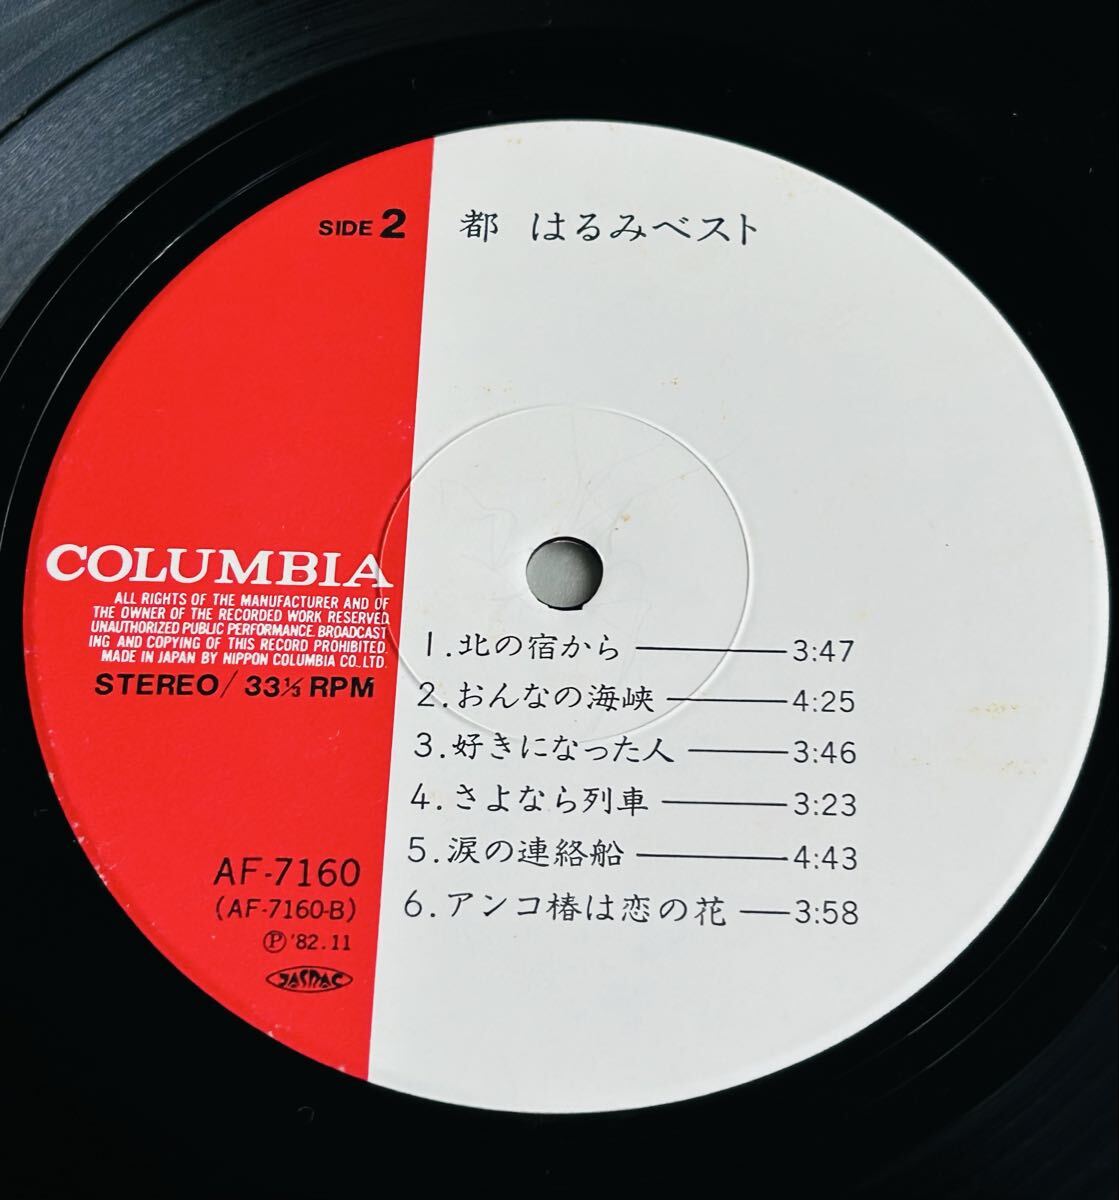 SIDE 2
都 はるみベスト
COLUMBIA
ALL RIGHTS OF THE MANUFACTURER AND OF
THE OWNER OF THE RECORDED WORK RESERVED.
UNAUTHORIZED PUBLIC PERFORMANCE. BROADCAST
ING AND COPYING OF THIS RECORD PROHIBITED.
MADE IN JAPAN BY NIPPON COLUMBIA CO., LTD.
STEREO/33⅓ RPM
1.北の宿から 3:47
2.おんなの海峡 4:25
3.好きになった人 3:46
4.さよなら列車 3:23
5.涙の連絡船 4:43
6.アンコ椿は恋の花 3:58
AF-7160
(AF-7160-B)
℗'82.11
JASRAC